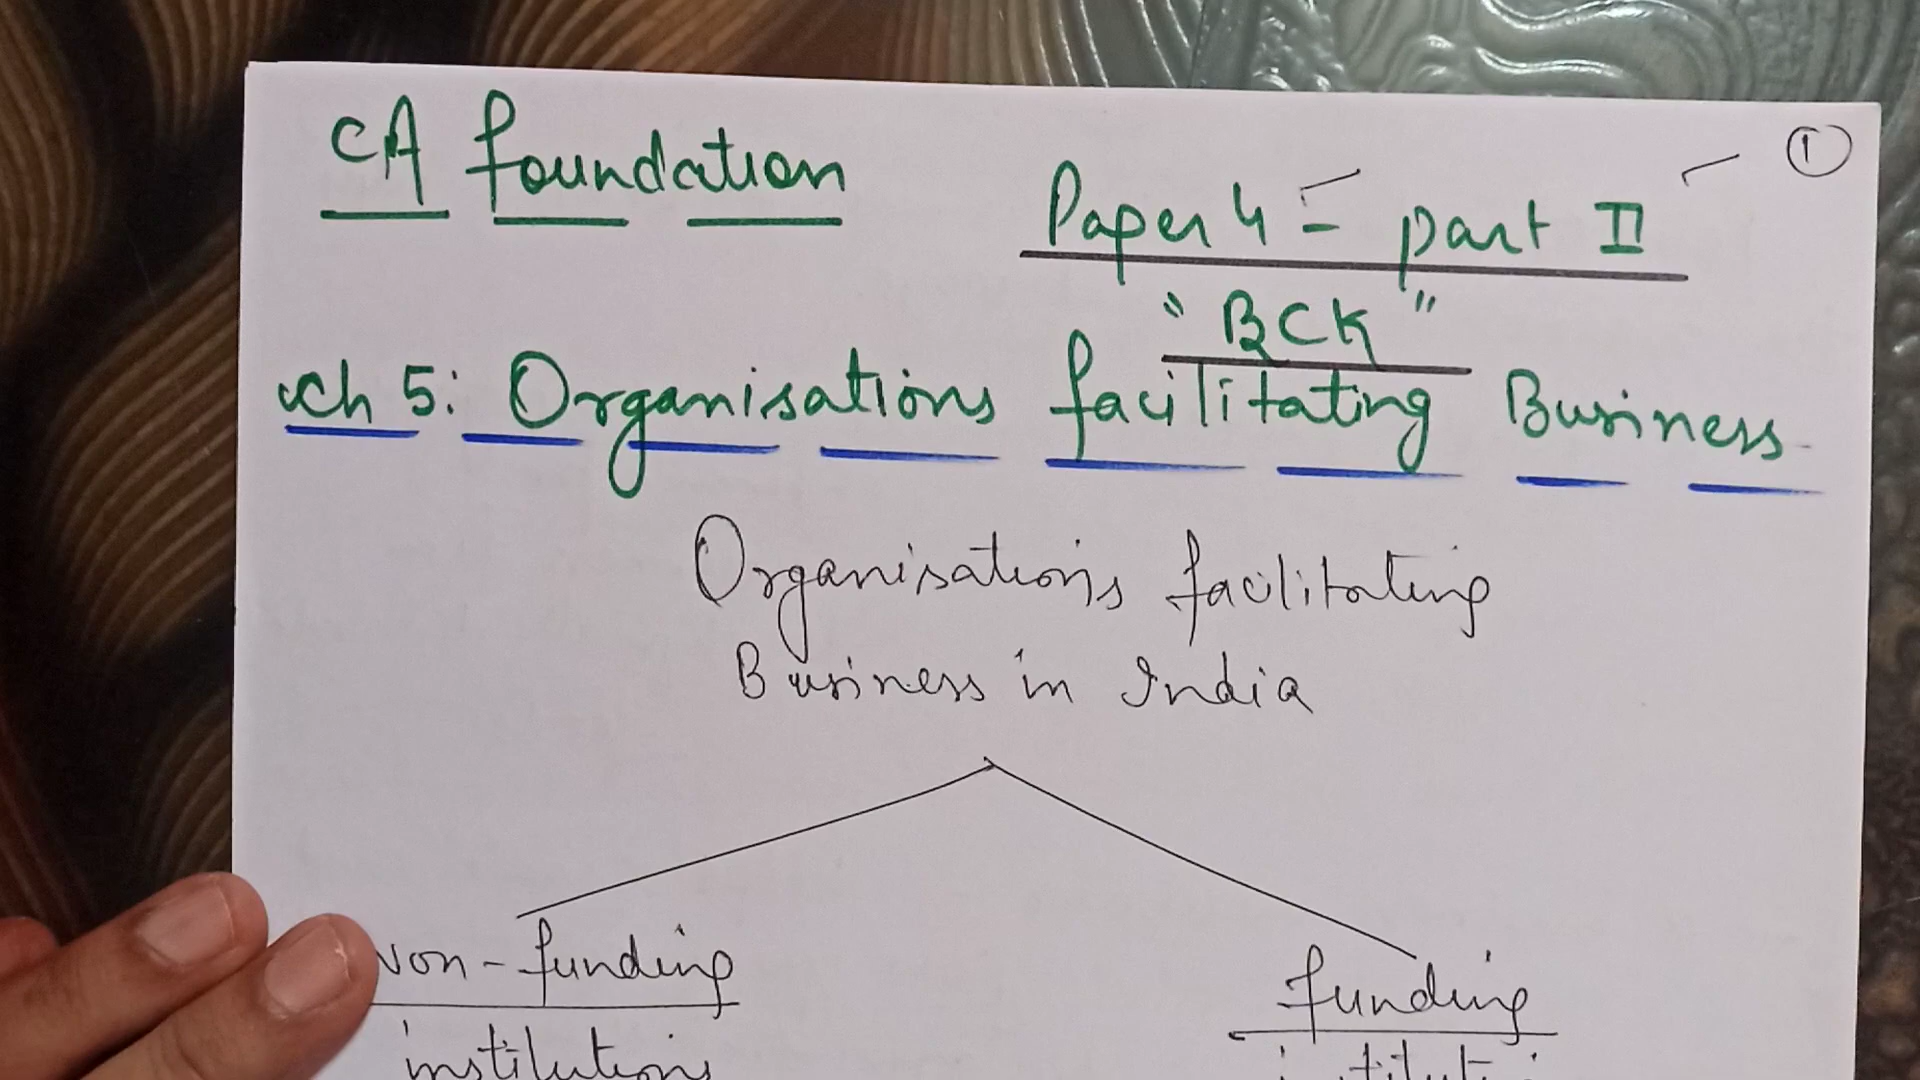 CA foundation
①
Paper 4 - part II
"BCK"
Ch 5: Organisations facilitating Business
Organisations facilitating
Business in India
Non-funding
institutions
funding